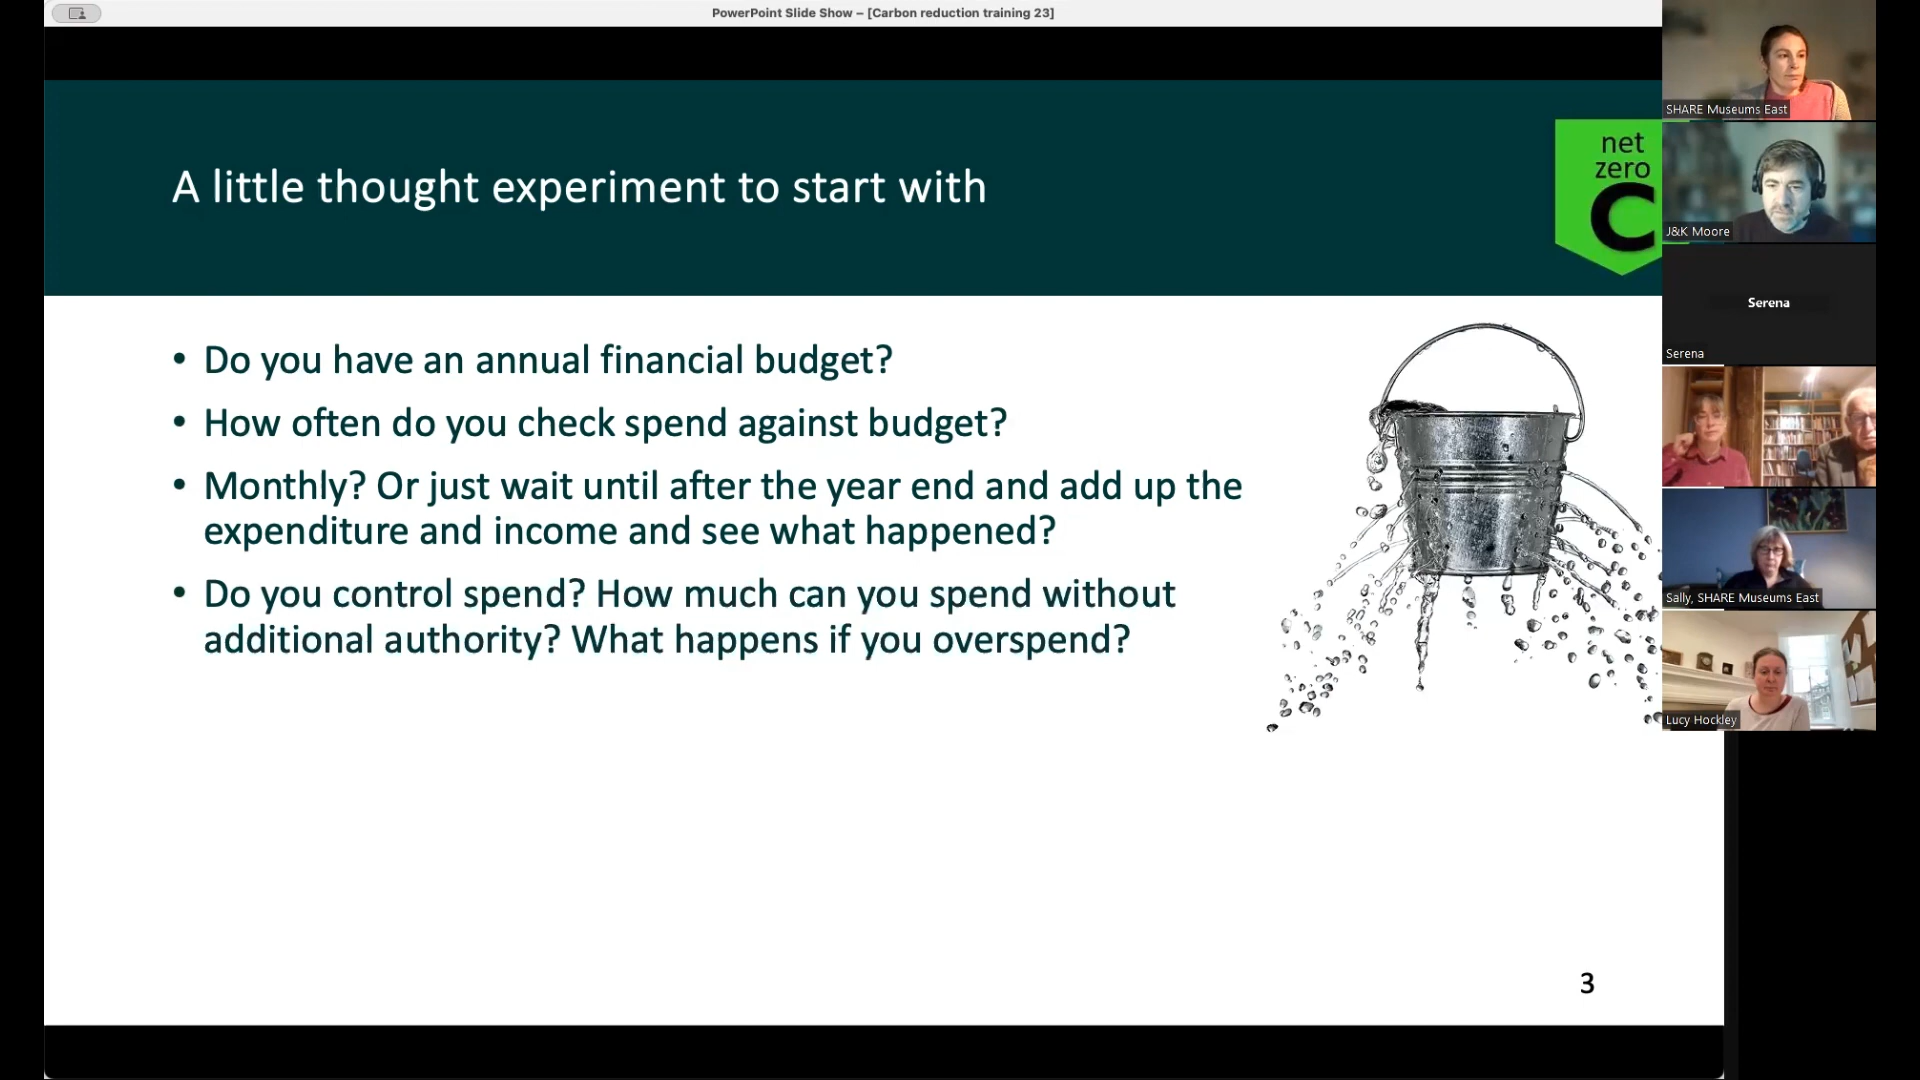 PowerPoint Slide Show – [Carbon reduction training 23]
A little thought experiment to start with
net
zero
C
• Do you have an annual financial budget?
• How often do you check spend against budget?
• Monthly? Or just wait until after the year end and add up the
expenditure and income and see what happened?
• Do you control spend? How much can you spend without
additional authority? What happens if you overspend?
3
SHARE Museums East
J&K Moore
Serena
Serena
Sally, SHARE Museums East
Lucy Hockley